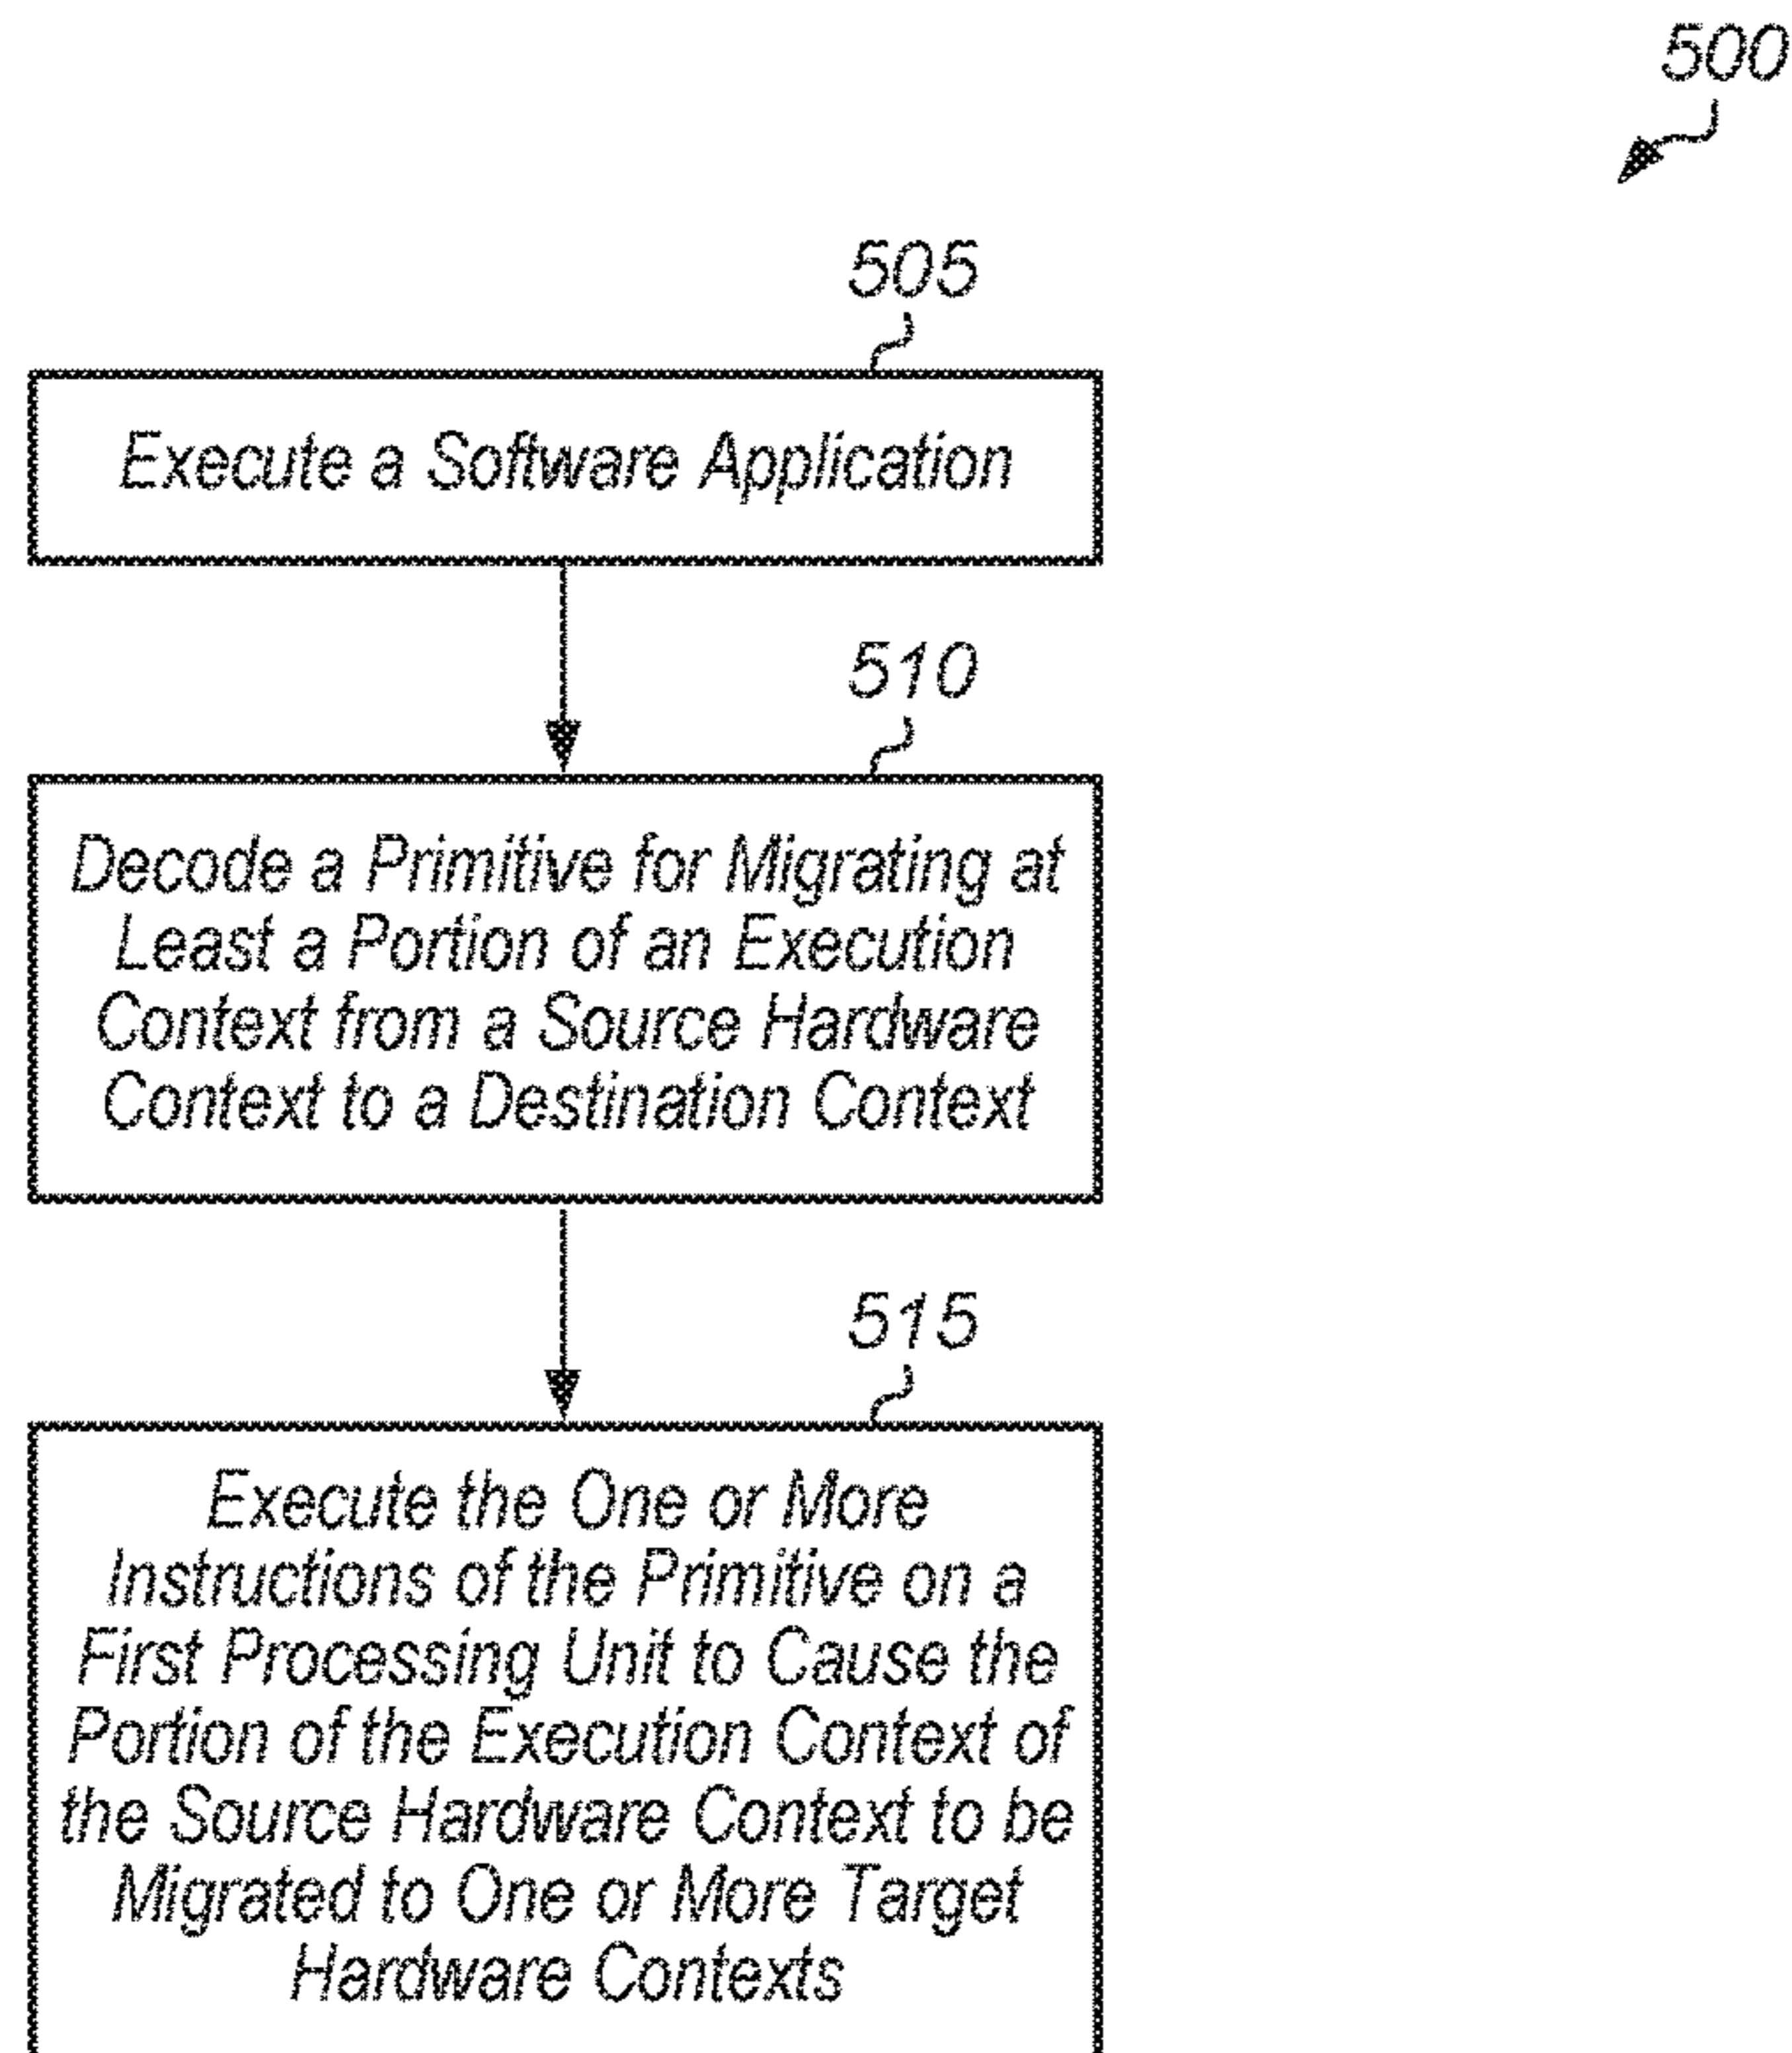 500
505
Execute a Software Application
510
Decode a Primitive for Migrating at
Least a Portion of an Execution
Context from a Source Hardware
Context to a Destination Context
515
Execute the One or More
Instructions of the Primitive on a
First Processing Unit to Cause the
Portion of the Execution Context of
the Source Hardware Context to be
Migrated to One or More Target
Hardware Contexts